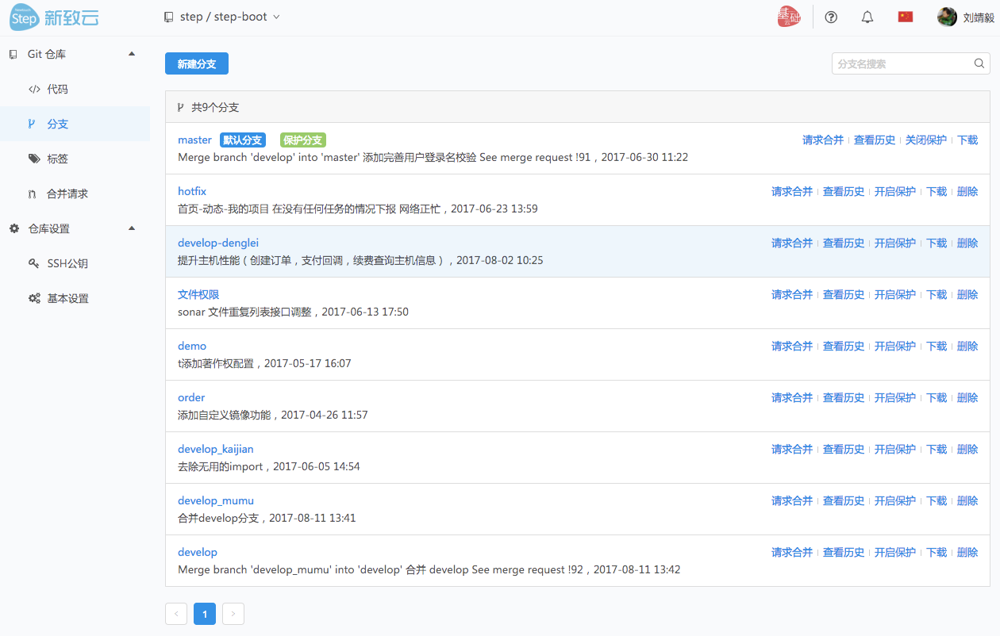 Step 新致云
step / step-boot
基础云
刘靖毅
Git 仓库
代码
分支
标签
合并请求
仓库设置
SSH公钥
基本设置
新建分支
分支名搜索
共9个分支
master 默认分支 保护分支 请求合并 查看历史 关闭保护 下载
Merge branch 'develop' into 'master' 添加完善用户登录名校验 See merge request !91，2017-06-30 11:22
hotfix 请求合并 查看历史 开启保护 下载 删除
首页-动态-我的项目 在没有任何任务的情况下报 网络正忙，2017-06-23 13:59
develop-denglei 请求合并 查看历史 开启保护 下载 删除
提升主机性能（创建订单，支付回调，续费查询主机信息），2017-08-02 10:25
文件权限 请求合并 查看历史 开启保护 下载 删除
sonar 文件重复列表接口调整，2017-06-13 17:50
demo 请求合并 查看历史 开启保护 下载 删除
t添加著作权配置，2017-05-17 16:07
order 请求合并 查看历史 开启保护 下载 删除
添加自定义镜像功能，2017-04-26 11:57
develop_kaijian 请求合并 查看历史 开启保护 下载 删除
去除无用的import，2017-06-05 14:54
develop_mumu 请求合并 查看历史 开启保护 下载 删除
合并develop分支，2017-08-11 13:41
develop 请求合并 查看历史 开启保护 下载 删除
Merge branch 'develop_mumu' into 'develop' 合并 develop See merge request !92，2017-08-11 13:42
1